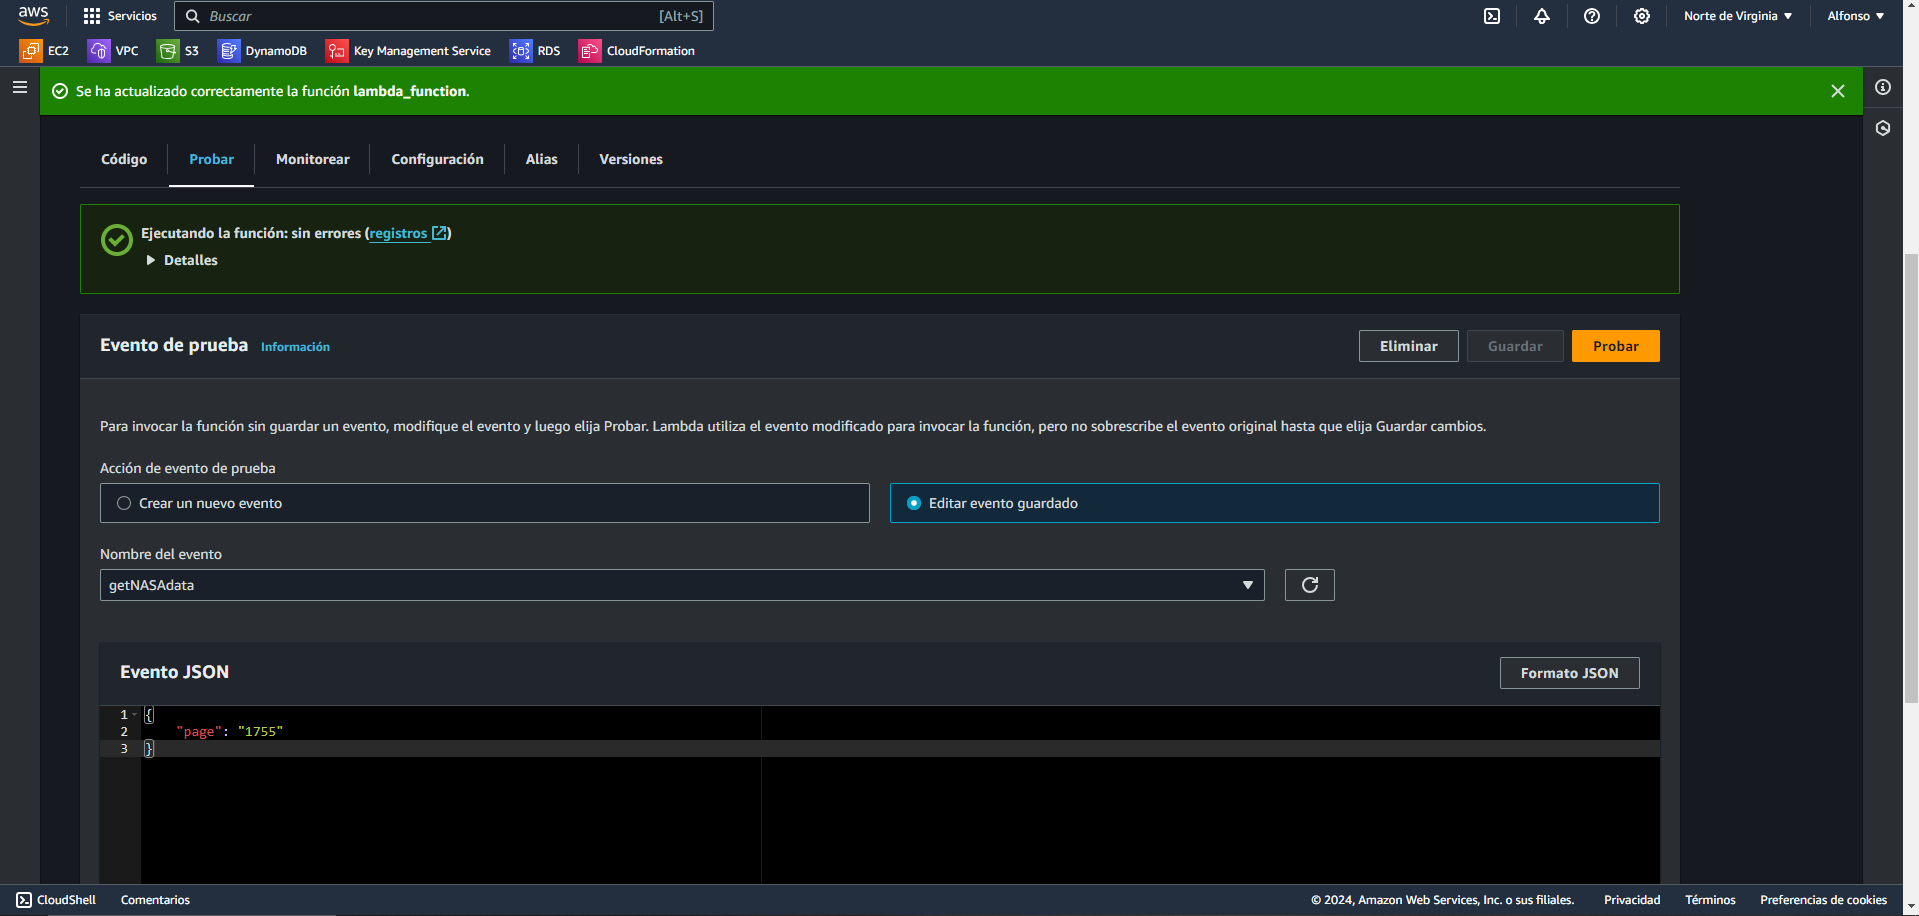 aws
Servicios
Buscar
[Alt+S]
Norte de Virginia
Alfonso
EC2
VPC
S3
DynamoDB
Key Management Service
RDS
CloudFormation
Se ha actualizado correctamente la función lambda_function.
Código
Probar
Monitorear
Configuración
Alias
Versiones
Ejecutando la función: sin errores (registros)
Detalles
Evento de prueba Información
Eliminar
Guardar
Probar
Para invocar la función sin guardar un evento, modifique el evento y luego elija Probar. Lambda utiliza el evento modificado para invocar la función, pero no sobrescribe el evento original hasta que elija Guardar cambios.
Acción de evento de prueba
Crear un nuevo evento
Editar evento guardado
Nombre del evento
getNASAdata
Evento JSON
Formato JSON
1 {
2 "page": "1755"
3 }
CloudShell
Comentarios
© 2024, Amazon Web Services, Inc. o sus filiales.
Privacidad
Términos
Preferencias de cookies